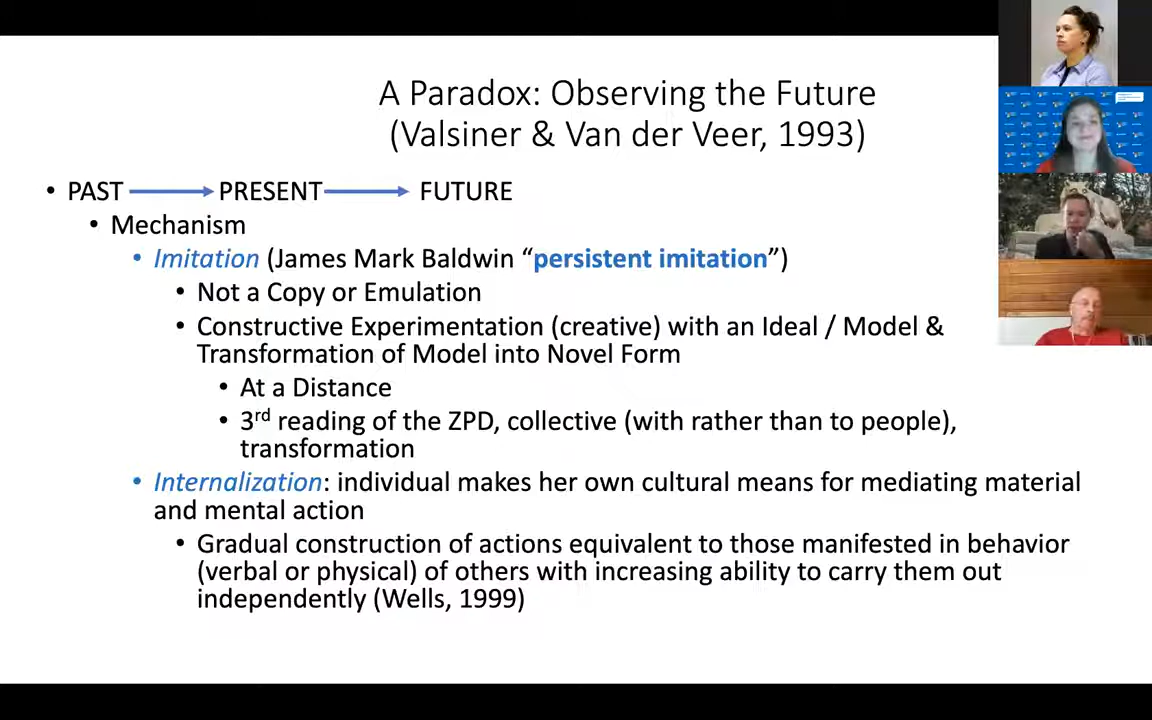 A Paradox: Observing the Future
(Valsiner & Van der Veer, 1993)
• PAST → PRESENT → FUTURE
• Mechanism
• Imitation (James Mark Baldwin “persistent imitation”)
• Not a Copy or Emulation
• Constructive Experimentation (creative) with an Ideal / Model &
Transformation of Model into Novel Form
• At a Distance
• 3rd reading of the ZPD, collective (with rather than to people),
transformation
• Internalization: individual makes her own cultural means for mediating material
and mental action
• Gradual construction of actions equivalent to those manifested in behavior
(verbal or physical) of others with increasing ability to carry them out
independently (Wells, 1999)